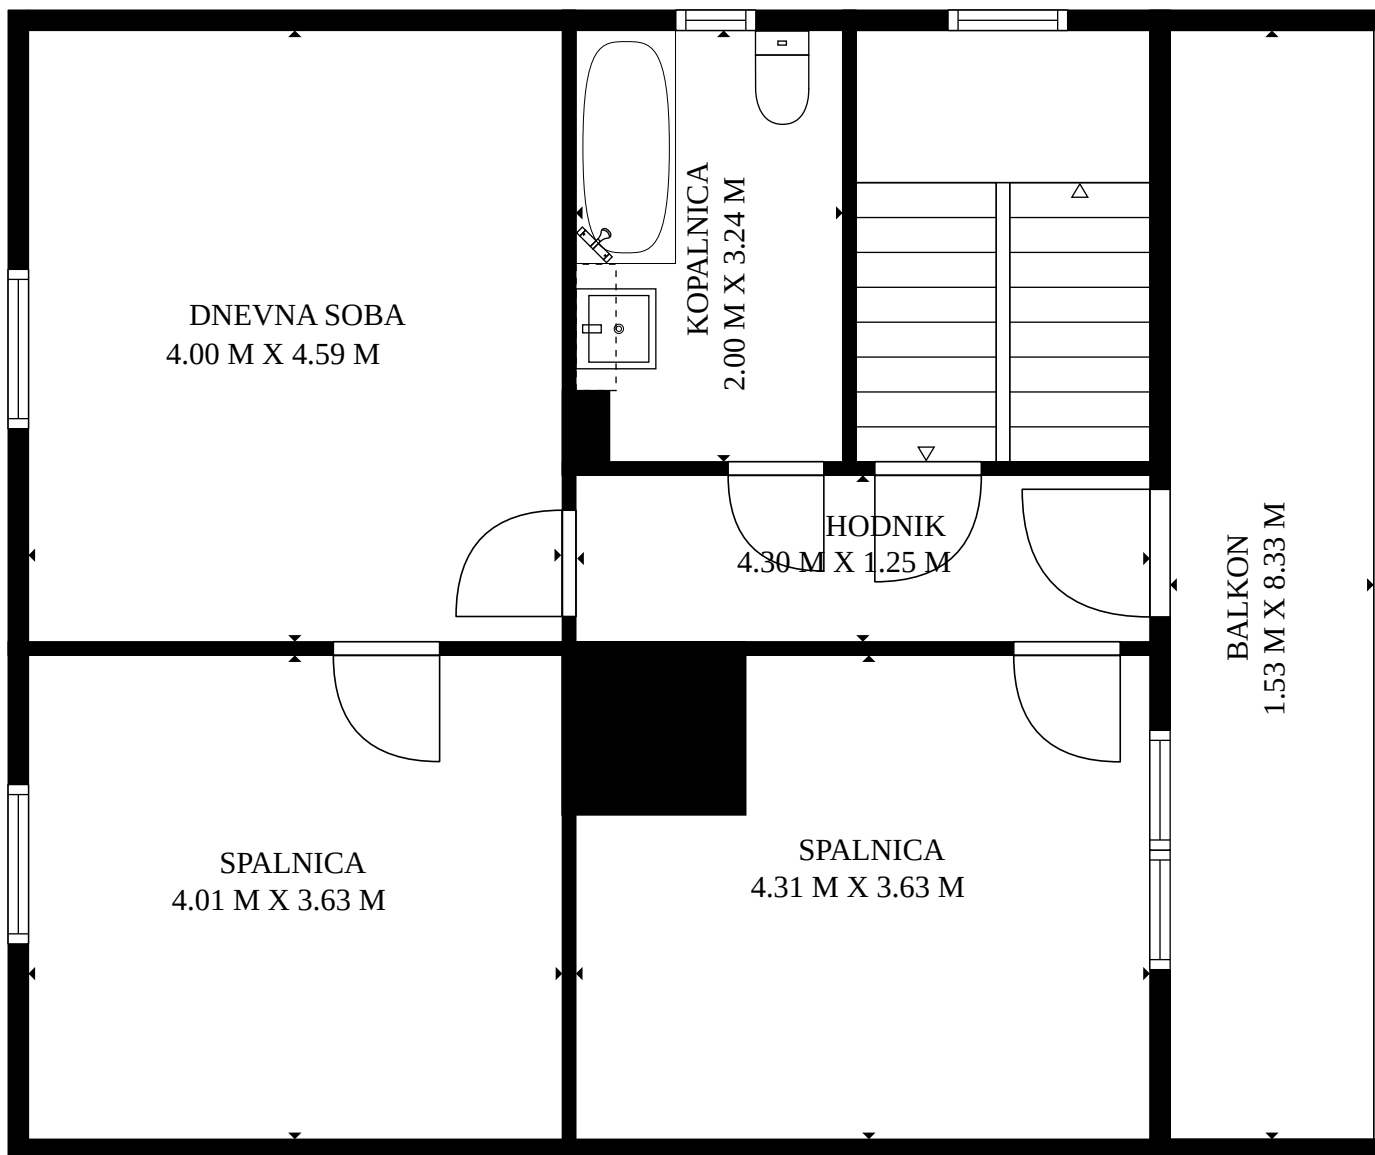 DNEVNA SOBA
4.00 M X 4.59 M
KOPALNICA
2.00 M X 3.24 M
HODNIK
4.30 M X 1.25 M
BALKON
1.53 M X 8.33 M
SPALNICA
4.01 M X 3.63 M
SPALNICA
4.31 M X 3.63 M